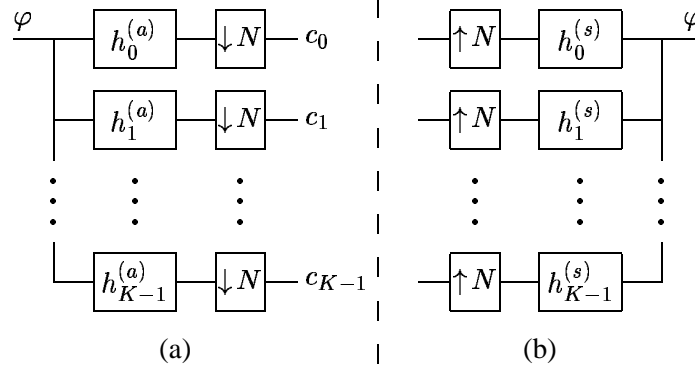 φ h_0^{(a)} ↓N c_0 ↑N h_0^{(s)} φ
h_1^{(a)} ↓N c_1 ↑N h_1^{(s)}
h_{K-1}^{(a)} ↓N c_{K-1} ↑N h_{K-1}^{(s)}
(a) (b)